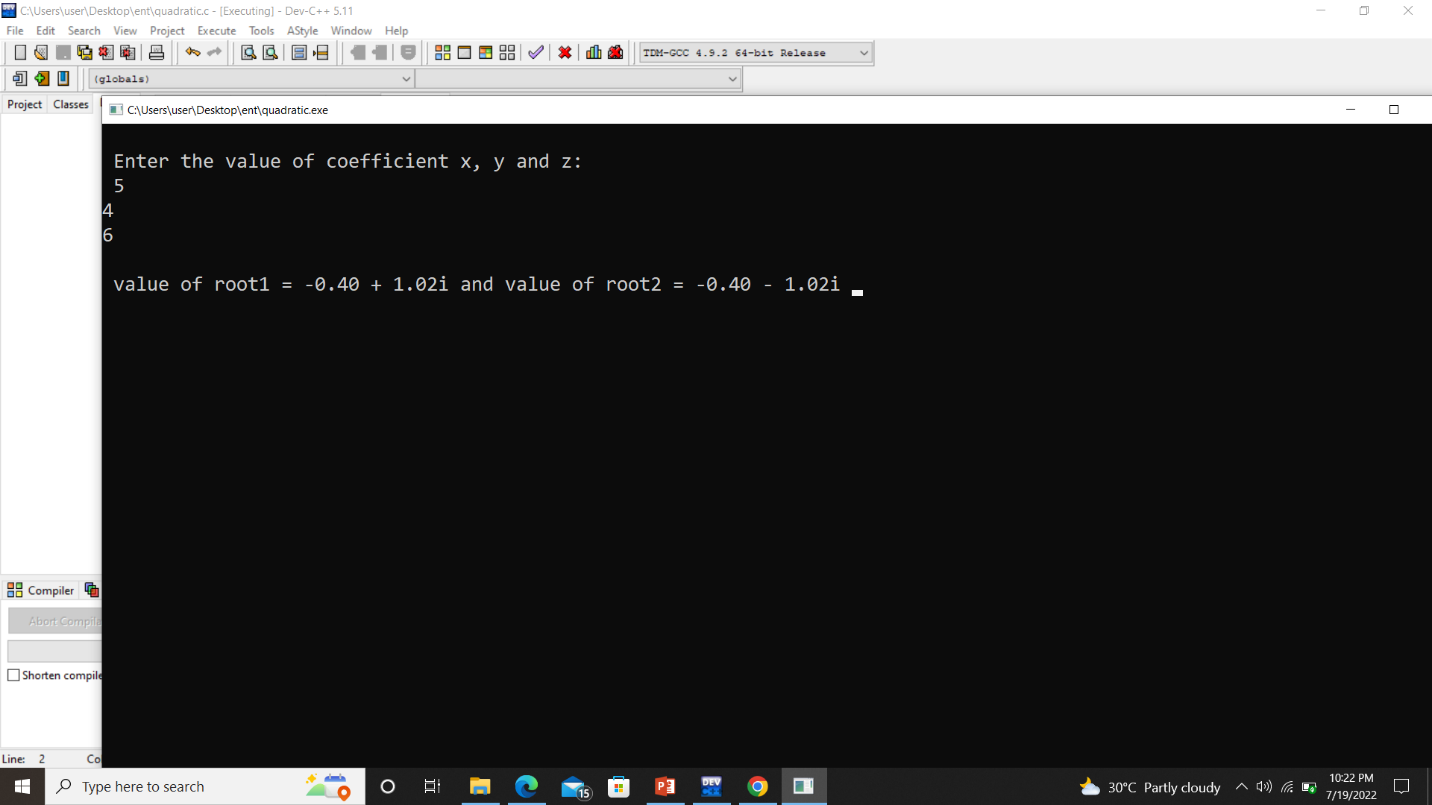 C:\Users\user\Desktop\ent\quadratic.c - [Executing] - Dev-C++ 5.11
File Edit Search View Project Execute Tools AStyle Window Help
TDM-GCC 4.9.2 64-bit Release
(globals)
Project Classes
C:\Users\user\Desktop\ent\quadratic.exe
Enter the value of coefficient x, y and z:
5
4
6
value of root1 = -0.40 + 1.02i and value of root2 = -0.40 - 1.02i
Compiler
Abort Compila
Shorten compile
Line: 2 Co
Type here to search
15
DEV
30°C Partly cloudy
10:22 PM
7/19/2022